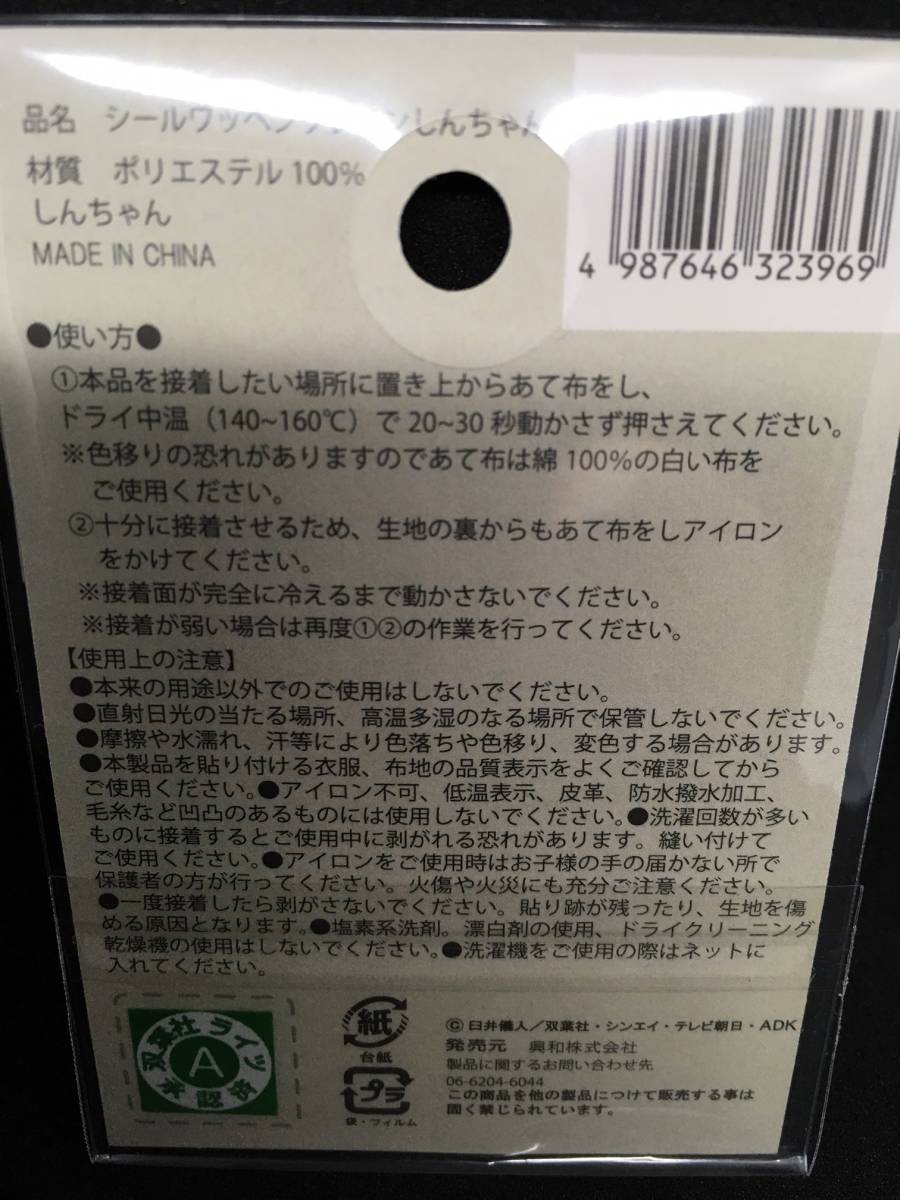 品名 シールワッペンクレヨンしんちゃん
材質 ポリエステル 100%
しんちゃん
MADE IN CHINA
4 987646 323969
●使い方●
①本品を接着したい場所に置き上からあて布をし、
ドライ中温（140~160℃）で 20~30 秒動かさず押さえてください。
※色移りの恐れがありますのであて布は綿 100%の白い布を
ご使用ください。
②十分に接着させるため、生地の裏からもあて布をしアイロン
をかけてください。
※接着面が完全に冷えるまで動かさないでください。
※接着が弱い場合は再度①②の作業を行ってください。
【使用上の注意】
●本来の用途以外でのご使用はしないでください。
●直射日光の当たる場所、高温多湿のなる場所で保管しないでください。
●摩擦や水濡れ、汗等により色落ちや色移り、変色する場合があります。
●本製品を貼り付ける衣服、布地の品質表示をよくご確認してから
ご使用ください。●アイロン不可、低温表示、皮革、防水撥水加工、
毛糸など凹凸のあるものには使用しないでください。●洗濯回数が多い
ものに接着するとご使用中に剥がれる恐れがあります。縫い付けて
ご使用ください。●アイロンをご使用時はお子様の手の届かない所で
保護者の方が行ってください。火傷や火災にも充分ご注意ください。
●一度接着したら剥がさないでください。貼り跡が残ったり、生地を傷
める原因となります。●塩素系洗剤。漂白剤の使用、ドライクリーニング
乾燥機の使用はしないでください。●洗濯機をご使用の際はネットに
入れてください。
双葉社 ライツ
A
承認済
紙
台紙
プラ
袋・フィルム
©臼井儀人／双葉社・シンエイ・テレビ朝日・ADK
発売元 興和株式会社
製品に関するお問い合わせ先
06-6204-6044
この商品を他の製品につけて販売する事は
固く禁じられています。